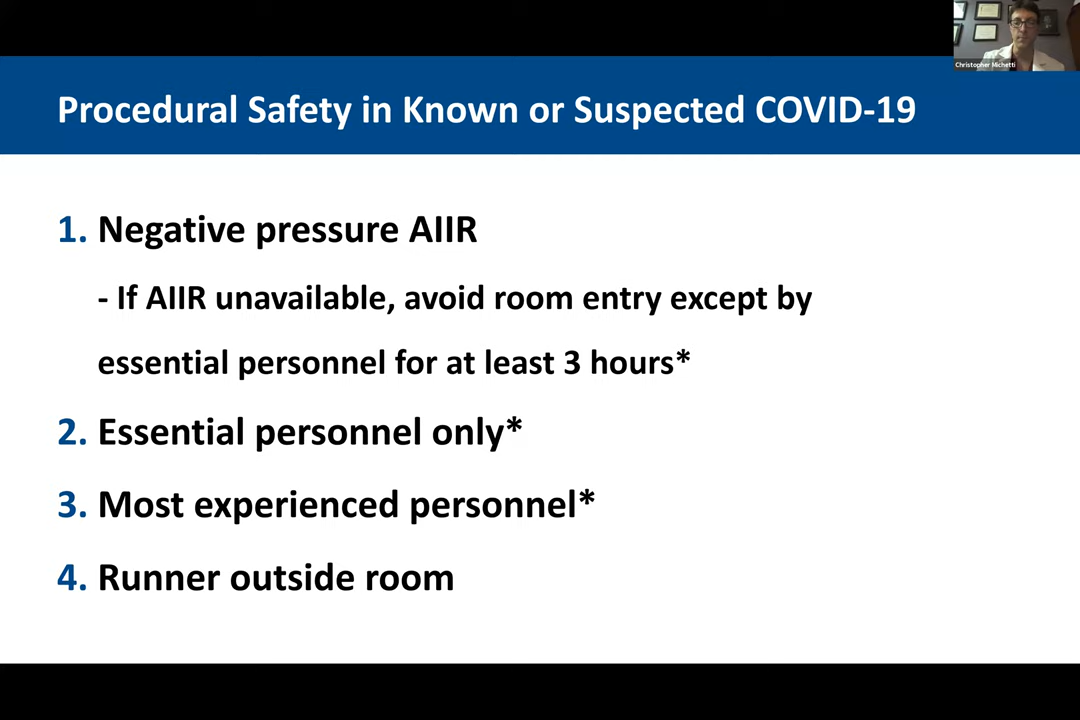 Christopher Michetti
Procedural Safety in Known or Suspected COVID-19
1. Negative pressure AIIR
- If AIIR unavailable, avoid room entry except by
essential personnel for at least 3 hours*
2. Essential personnel only*
3. Most experienced personnel*
4. Runner outside room